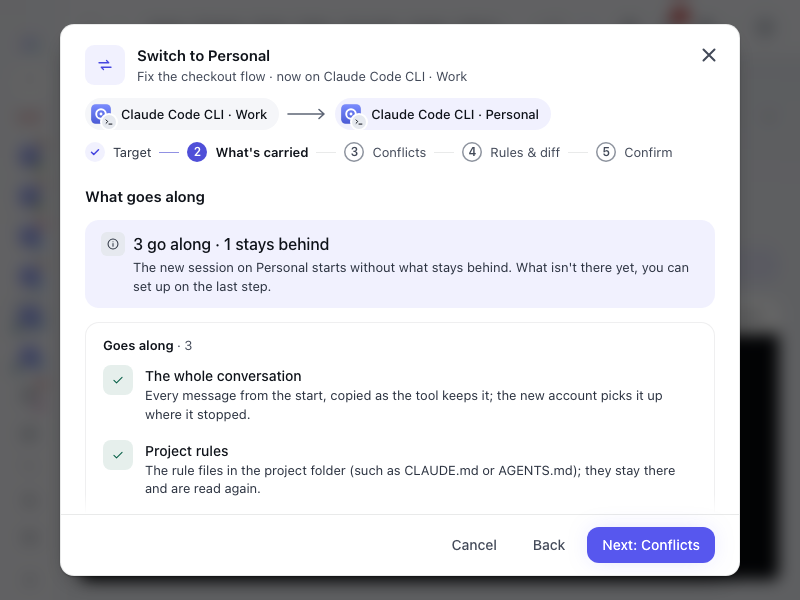 Switch to Personal
Fix the checkout flow · now on Claude Code CLI · Work
Claude Code CLI · Work
Claude Code CLI · Personal
Target
2 What's carried
3 Conflicts
4 Rules & diff
5 Confirm
What goes along
3 go along · 1 stays behind
The new session on Personal starts without what stays behind. What isn't there yet, you can
set up on the last step.
Goes along · 3
The whole conversation
Every message from the start, copied as the tool keeps it; the new account picks it up
where it stopped.
Project rules
The rule files in the project folder (such as CLAUDE.md or AGENTS.md); they stay there
and are read again.
Cancel
Back
Next: Conflicts